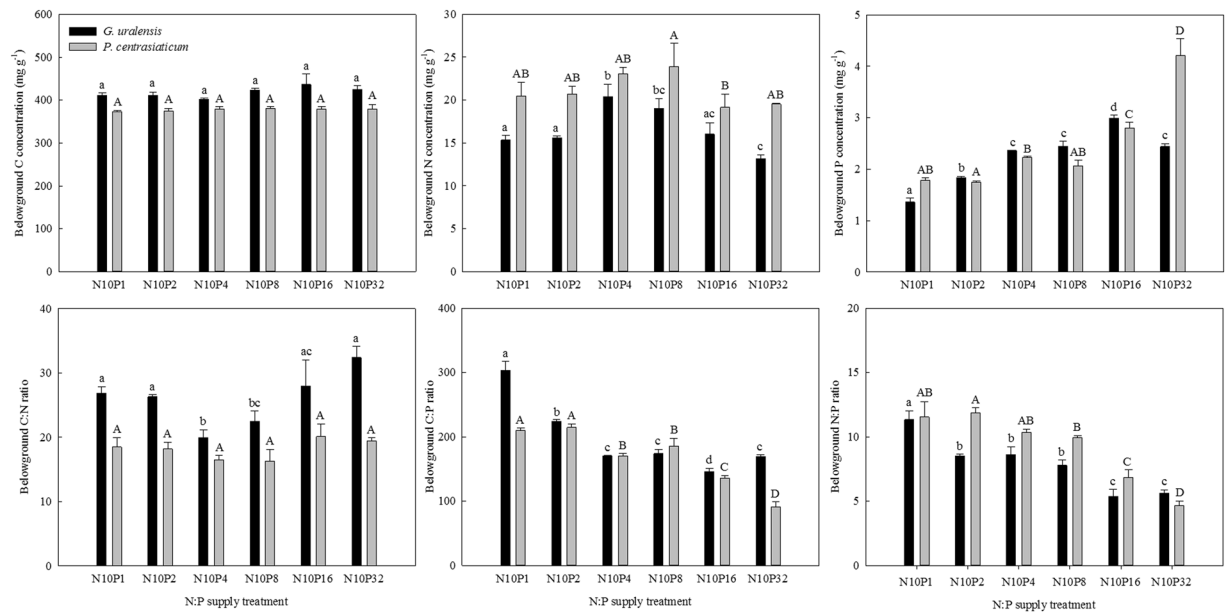 G. uralensis
P. centrasiaticum
Belowground C concentration (mg g-1)
600
500
400
300
200
100
0
a A a A a A a A a A a A
N10P1 N10P2 N10P4 N10P8 N10P16 N10P32
Belowground N concentration (mg g-1)
30
25
20
15
10
5
0
a AB a AB b AB bc A ac B c AB
N10P1 N10P2 N10P4 N10P8 N10P16 N10P32
Belowground P concentration (mg g-1)
5
4
3
2
1
0
a AB b A c B c AB d C c D
N10P1 N10P2 N10P4 N10P8 N10P16 N10P32
Belowground C:N ratio
40
30
20
10
0
a A a A b A bc A ac A a A
N10P1 N10P2 N10P4 N10P8 N10P16 N10P32
N:P supply treatment
Belowground C:P ratio
400
300
200
100
0
a A b A c B c B d C c D
N10P1 N10P2 N10P4 N10P8 N10P16 N10P32
N:P supply treatment
Belowground N:P ratio
20
15
10
5
0
a AB b A b AB b B c C c D
N10P1 N10P2 N10P4 N10P8 N10P16 N10P32
N:P supply treatment